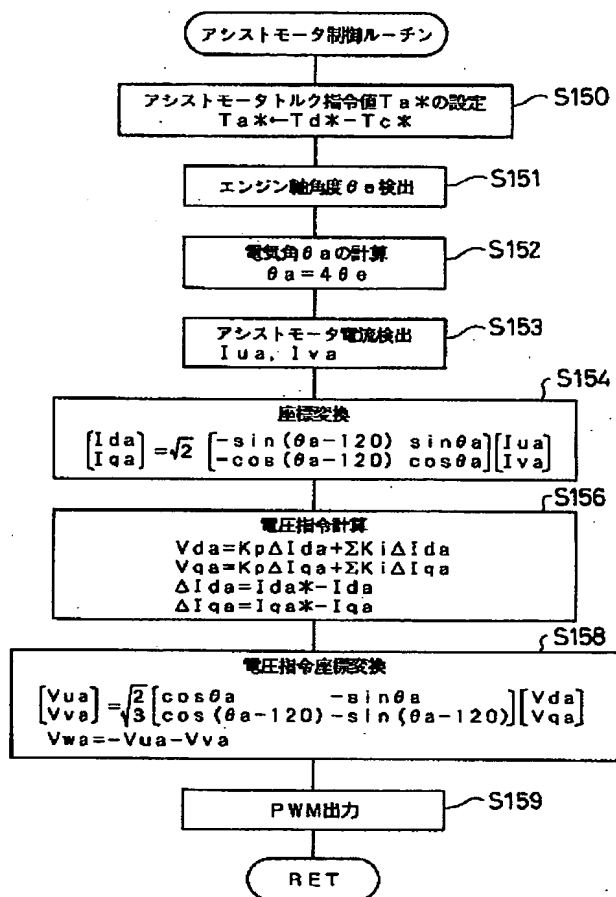 アシストモータ制御ルーチン
アシストモータトルク指令値Ta*の設定
Ta*←Td*−Tc*
S150
エンジン軸角度θe検出
S151
電気角θaの計算
θa=4θe
S152
アシストモータ電流検出
Iua, Iva
S153
S154
座標変換
[Ida] =√2 [−sin(θa−120) sinθa] [Iua]
[Iqa] [−cos(θa−120) cosθa] [Iva]
S156
電圧指令計算
Vda=KpΔIda+ΣKiΔIda
Vqa=KpΔIqa+ΣKiΔIqa
ΔIda=Ida*−Ida
ΔIqa=Iqa*−Iqa
S158
電圧指令座標変換
[Vua] =√2/3 [cosθa −sinθa] [Vda]
[Vva] [cos(θa−120) −sin(θa−120)] [Vqa]
Vwa=−Vua−Vva
PWM出力
S159
RET